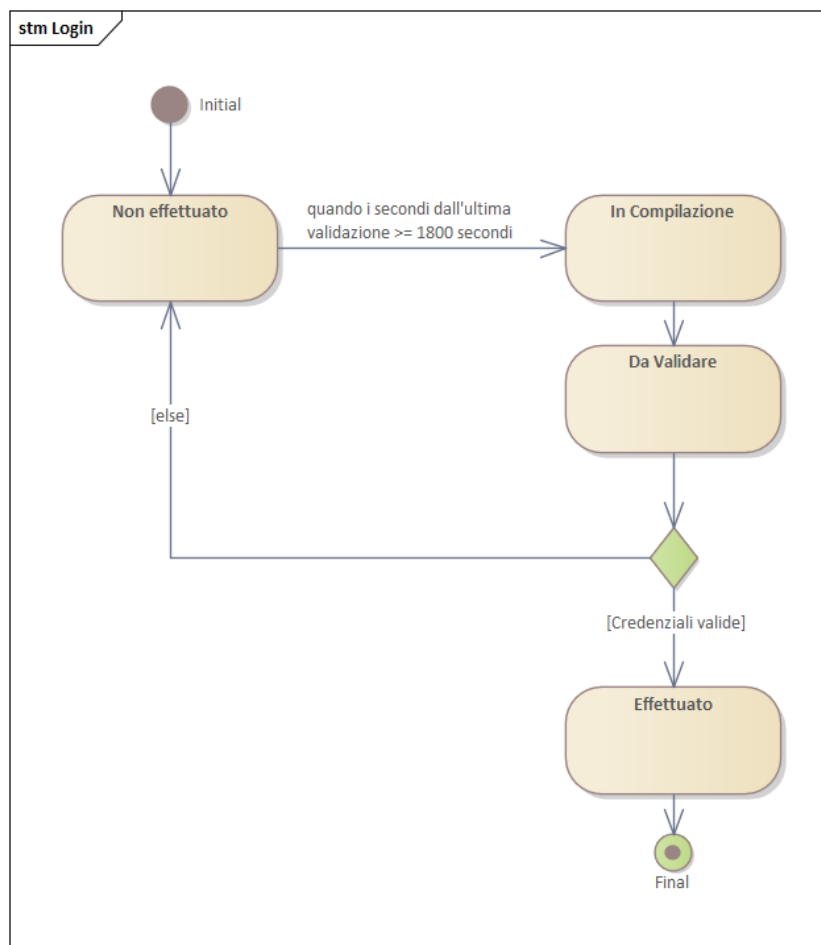 stm Login
Initial
Non effettuato
quando i secondi dall'ultima
validazione >= 1800 secondi
In Compilazione
Da Validare
[else]
[Credenziali valide]
Effettuato
Final